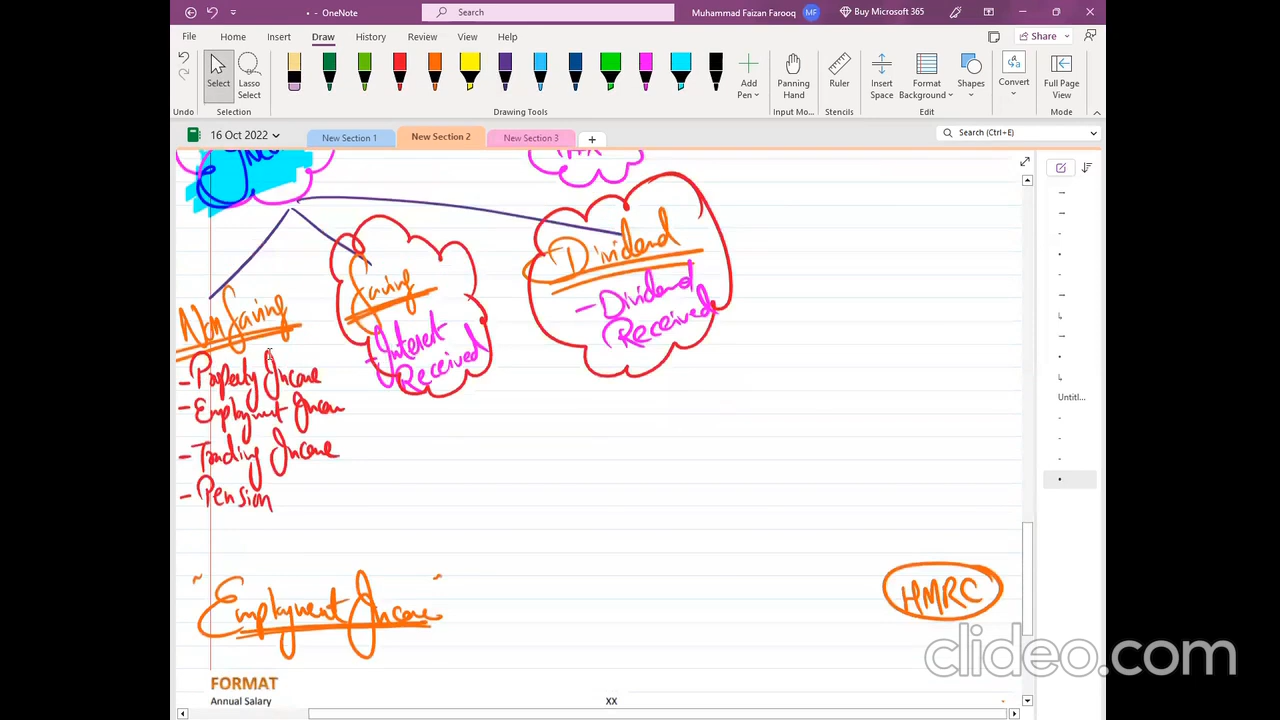 OneNote
Search
Muhammad Faizan Farooq
MF
Buy Microsoft 365
File
Home
Insert
Draw
History
Review
View
Help
Share
Undo
Select
Lasso Select
Selection
Drawing Tools
Add Pen
Panning Hand
Input Mo...
Ruler
Stencils
Insert Space
Format Background
Shapes
Edit
Convert
Full Page View
Mode
16 Oct 2022
New Section 1
New Section 2
New Section 3
Search (Ctrl+E)
Dividend
- Dividend
Received
Saving
- Interest
Received
Non Saving
- Property Income
- Employment Incom
- Trading Income
- Pension
Untitl...
" Employment Income "
HMRC
clideo.com
FORMAT
Annual Salary
XX